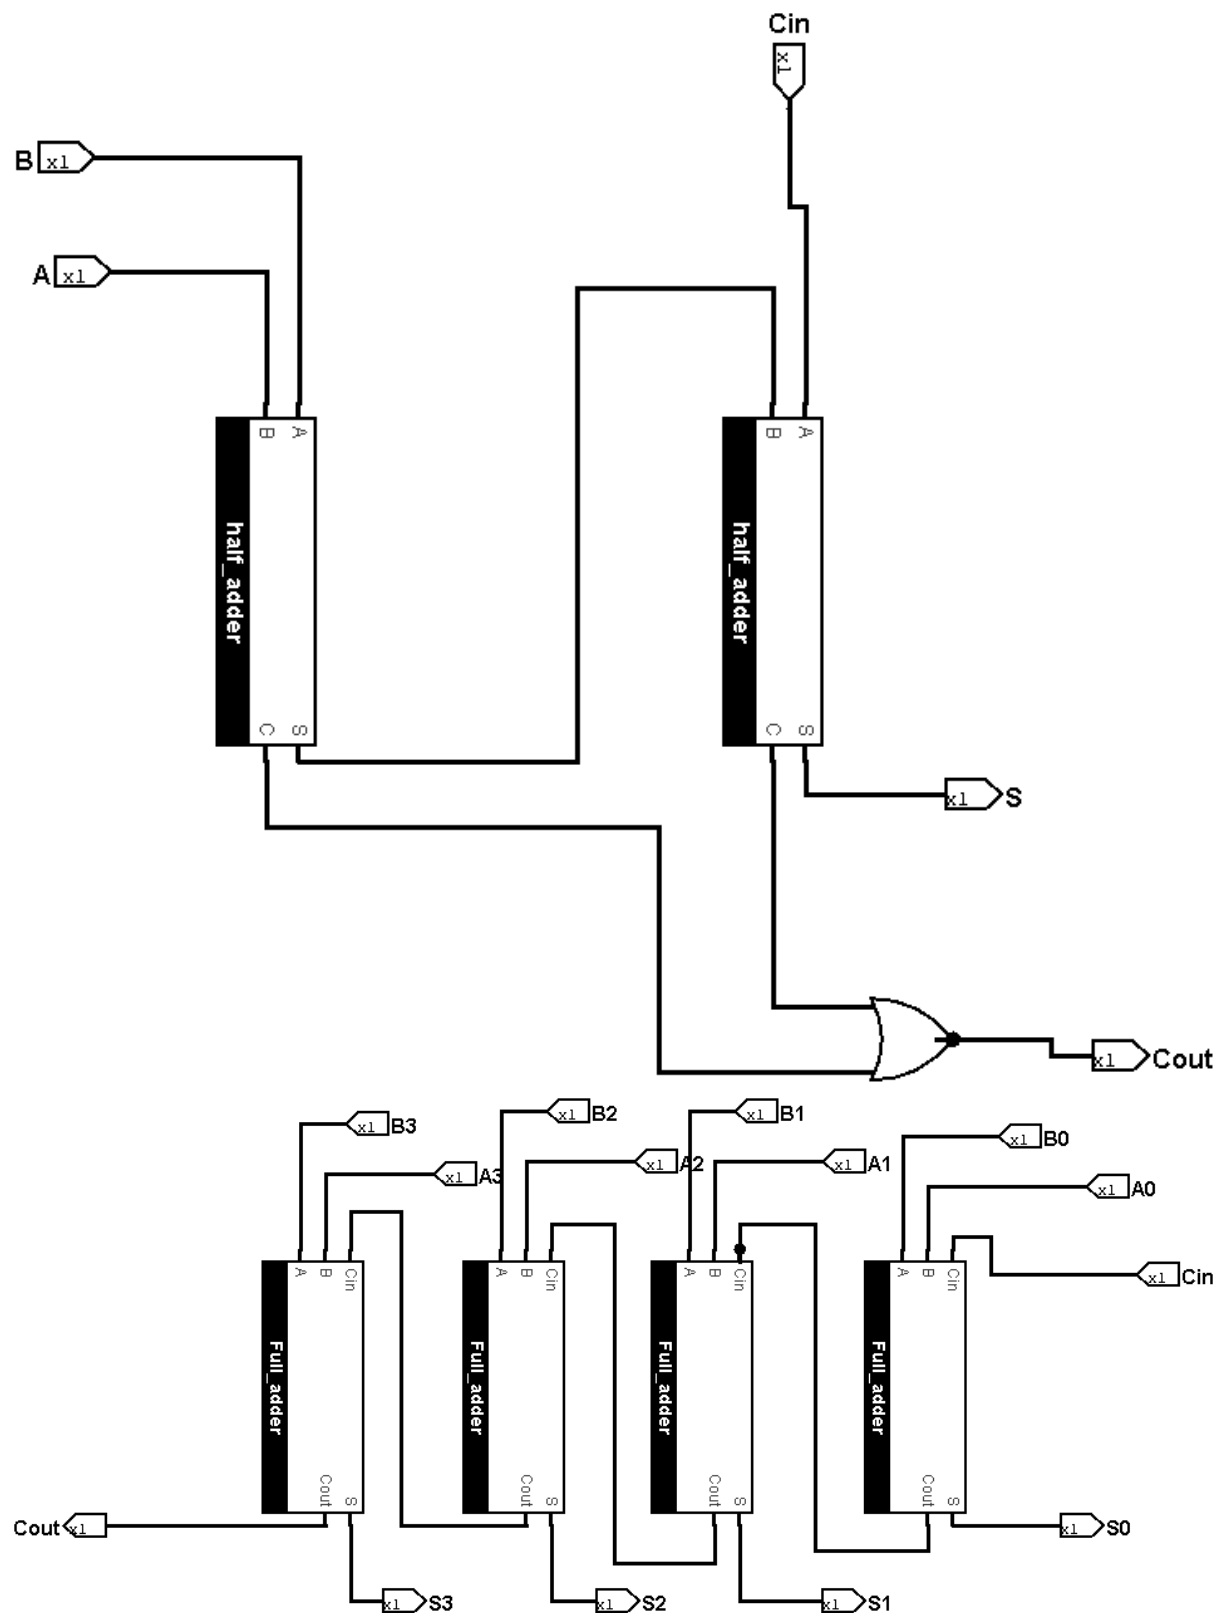 Cin
x1
B x1
A x1
B A
B A
half_adder
half_adder
C S
C S
x1 S
x1 Cout
x1 B3
x1 B2
x1 B1
x1 B0
x1 A3
x1 A2
x1 A1
x1 A0
A B Cin
A B Cin
A B Cin
A B Cin
x1 Cin
Full_adder
Full_adder
Full_adder
Full_adder
Cout S
Cout S
Cout S
Cout S
Cout x1
x1 S0
x1 S3
x1 S2
x1 S1